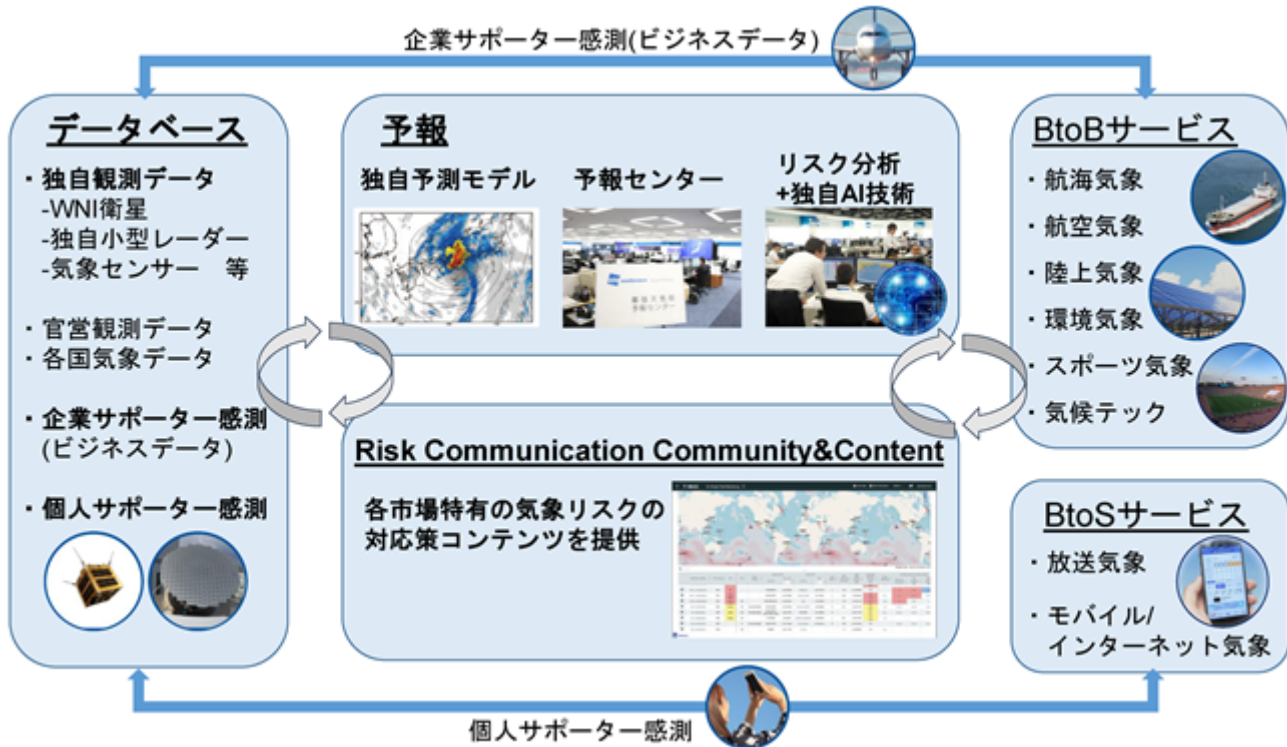 企業サポーター感測(ビジネスデータ)
データベース
・独自観測データ
-WNI衛星
-独自小型レーダー
-気象センサー 等
・官営観測データ
・各国気象データ
・企業サポーター感測
(ビジネスデータ)
・個人サポーター感測
予報
独自予測モデル
予報センター
リスク分析
+独自AI技術
Risk Communication Community&Content
各市場特有の気象リスクの
対応策コンテンツを提供
BtoBサービス
・航海気象
・航空気象
・陸上気象
・環境気象
・スポーツ気象
・気候テック
BtoSサービス
・放送気象
・モバイル/
インターネット気象
個人サポーター感測